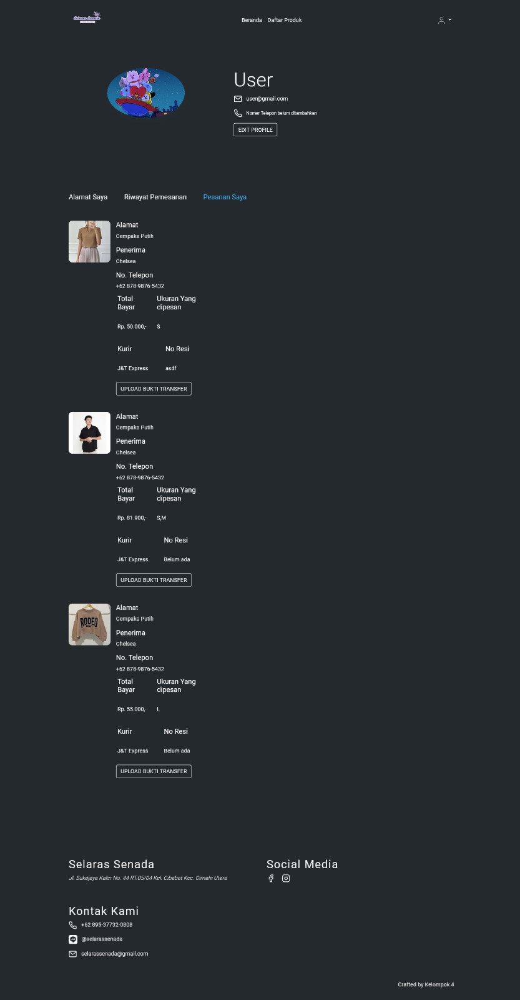 Selaras Senada
Beranda Daftar Produk
User
user@gmail.com
Nomer Telepon belum ditambahkan
EDIT PROFILE
Alamat Saya Riwayat Pemesanan Pesanan Saya
Alamat
Cempaka Putih
Penerima
Chelsea
No. Telepon
+62 878-9876-5432
Total Ukuran Yang
Bayar dipesan
Rp. 50.000,- S
Kurir No Resi
J&T Express asdf
UPLOAD BUKTI TRANSFER
Alamat
Cempaka Putih
Penerima
Chelsea
No. Telepon
+62 878-9876-5432
Total Ukuran Yang
Bayar dipesan
Rp. 81.900,- S,M
Kurir No Resi
J&T Express Belum ada
UPLOAD BUKTI TRANSFER
RODEO
Alamat
Cempaka Putih
Penerima
Chelsea
No. Telepon
+62 878-9876-5432
Total Ukuran Yang
Bayar dipesan
Rp. 55.000,- L
Kurir No Resi
J&T Express Belum ada
UPLOAD BUKTI TRANSFER
Selaras Senada Social Media
Jl. Sukajaya Kaler No. 44 RT.05/04 Kel. Cibabat Kec. Cimahi Utara
Kontak Kami
+62 895-37732-0808
@selarassenada
selarassenada@gmail.com
Crafted by Kelompok 4